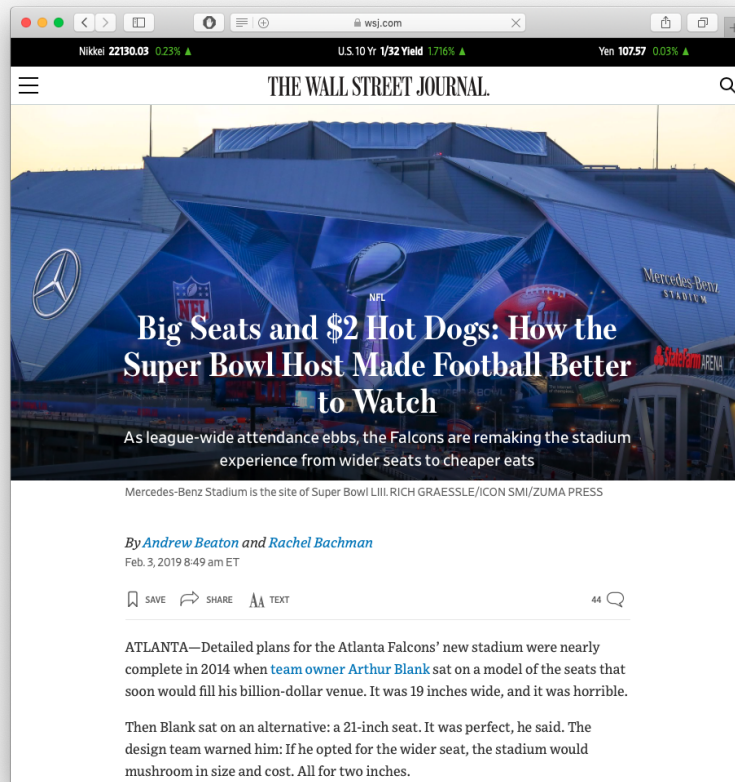 wsj.com
Nikkei 22130.03 0.23% ▲
U.S. 10 Yr 1/32 Yield 1.716% ▲
Yen 107.57 0.03% ▲
THE WALL STREET JOURNAL.
NFL
LIII
Mercedes-Benz
STADIUM
StateFarm ARENA
NFL
Big Seats and $2 Hot Dogs: How the
Super Bowl Host Made Football Better
to Watch
As league-wide attendance ebbs, the Falcons are remaking the stadium
experience from wider seats to cheaper eats
Mercedes-Benz Stadium is the site of Super Bowl LIII. RICH GRAESSLE/ICON SMI/ZUMA PRESS
By Andrew Beaton and Rachel Bachman
Feb. 3, 2019 8:49 am ET
SAVE
SHARE
AA TEXT
44
ATLANTA—Detailed plans for the Atlanta Falcons’ new stadium were nearly
complete in 2014 when team owner Arthur Blank sat on a model of the seats that
soon would fill his billion-dollar venue. It was 19 inches wide, and it was horrible.
Then Blank sat on an alternative: a 21-inch seat. It was perfect, he said. The
design team warned him: If he opted for the wider seat, the stadium would
mushroom in size and cost. All for two inches.